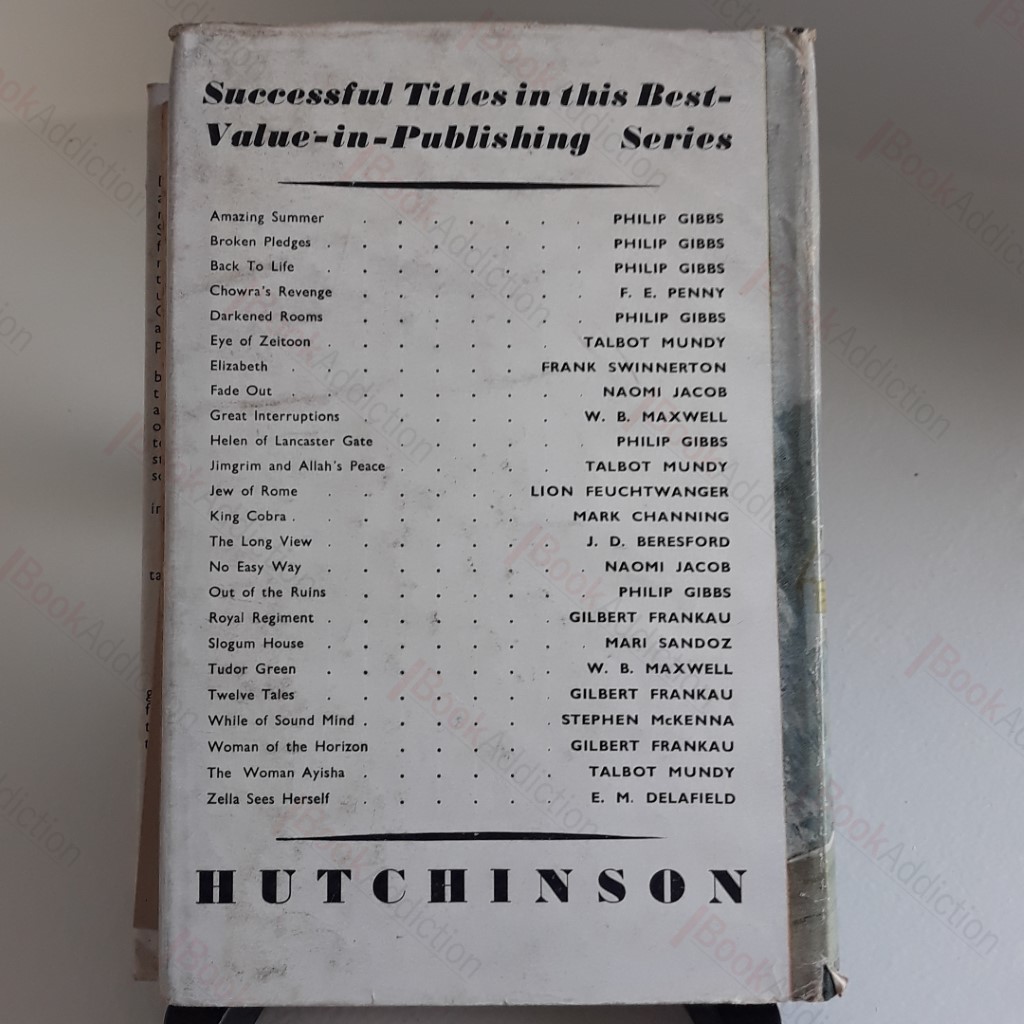 Successful Titles in this Best-
Value-in-Publishing Series
Amazing Summer . . . . . . . PHILIP GIBBS
Broken Pledges . . . . . . . . PHILIP GIBBS
Back To Life . . . . . . . . PHILIP GIBBS
Chowra's Revenge . . . . . . . F. E. PENNY
Darkened Rooms . . . . . . . PHILIP GIBBS
Eye of Zeitoon . . . . . . . TALBOT MUNDY
Elizabeth . . . . . . . FRANK SWINNERTON
Fade Out . . . . . . . . . NAOMI JACOB
Great Interruptions . . . . . . . W. B. MAXWELL
Helen of Lancaster Gate . . . . . PHILIP GIBBS
Jimgrim and Allah's Peace . . . . . TALBOT MUNDY
Jew of Rome . . . . . . LION FEUCHTWANGER
King Cobra . . . . . . . MARK CHANNING
The Long View . . . . . . . J. D. BERESFORD
No Easy Way . . . . . . . . NAOMI JACOB
Out of the Ruins . . . . . . . PHILIP GIBBS
Royal Regiment . . . . . . . GILBERT FRANKAU
Slogum House . . . . . . . . MARI SANDOZ
Tudor Green . . . . . . . W. B. MAXWELL
Twelve Tales . . . . . . . GILBERT FRANKAU
While of Sound Mind . . . . . . STEPHEN McKENNA
Woman of the Horizon . . . . . GILBERT FRANKAU
The Woman Ayisha . . . . . . TALBOT MUNDY
Zella Sees Herself . . . . . . E. M. DELAFIELD
HUTCHINSON
BookAddiction